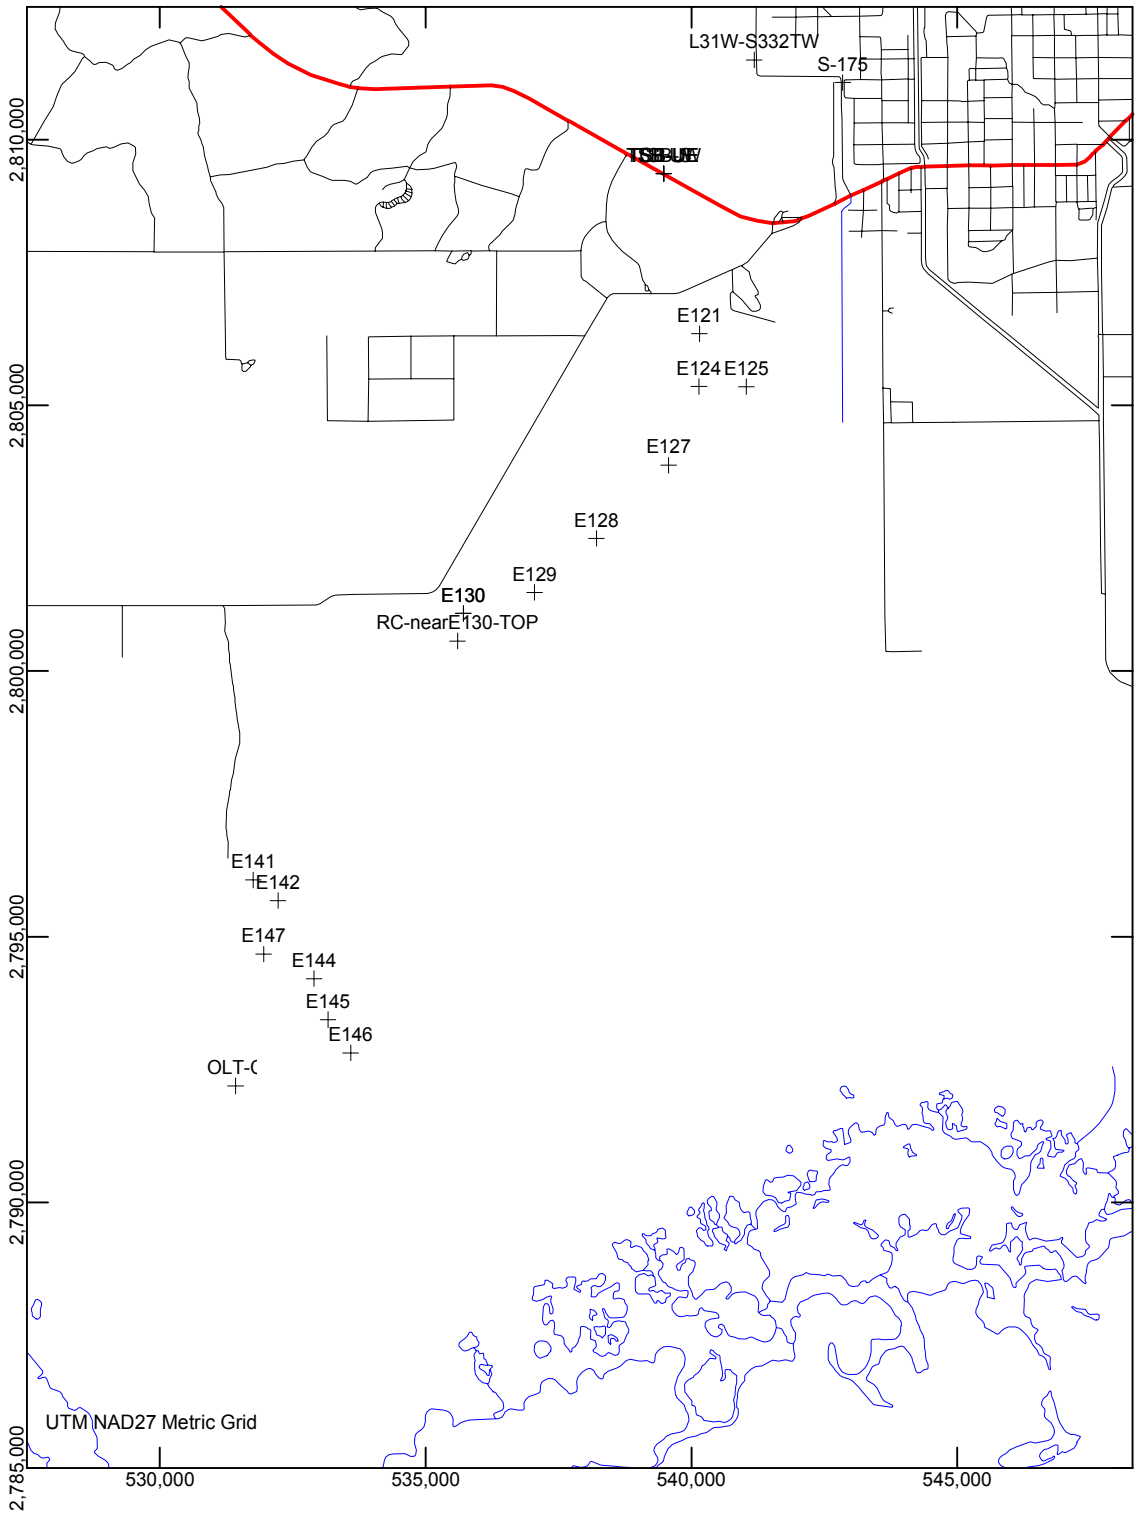 L31W-S332TW
S-175
2,810,000
E121
E124 E125
2,805,000
E127
E128
E129
E130
RC-nearE130-TOP
2,800,000
E141
E142
E147
2,795,000
E144
E145
E146
2,790,000
UTM NAD27 Metric Grid
2,785,000
530,000 535,000 540,000 545,000